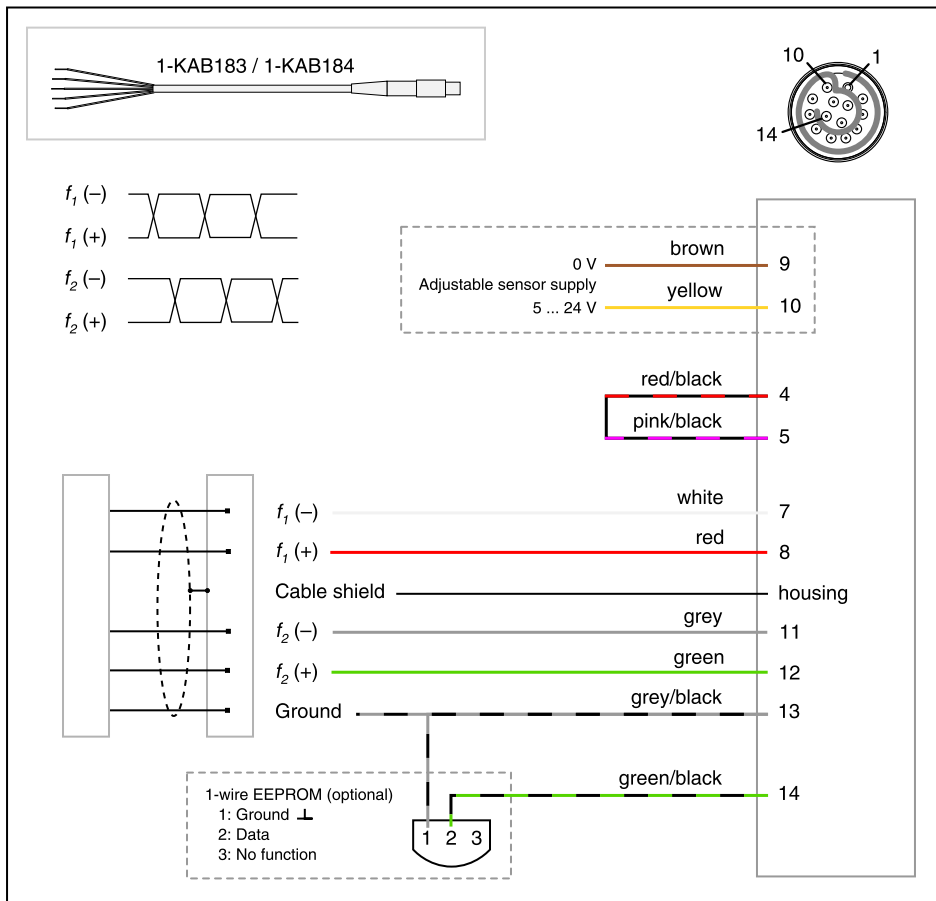 1-KAB183 / 1-KAB184
10
1
14
f1 (–)
f1 (+)
f2 (–)
f2 (+)
brown
0 V
9
Adjustable sensor supply
yellow
5 ... 24 V
10
red/black
4
pink/black
5
white
f1 (–)
7
red
f1 (+)
8
Cable shield
housing
grey
f2 (–)
11
green
f2 (+)
12
grey/black
Ground
13
green/black
14
1-wire EEPROM (optional)
1: Ground ⊥
2: Data
3: No function
1 2 3